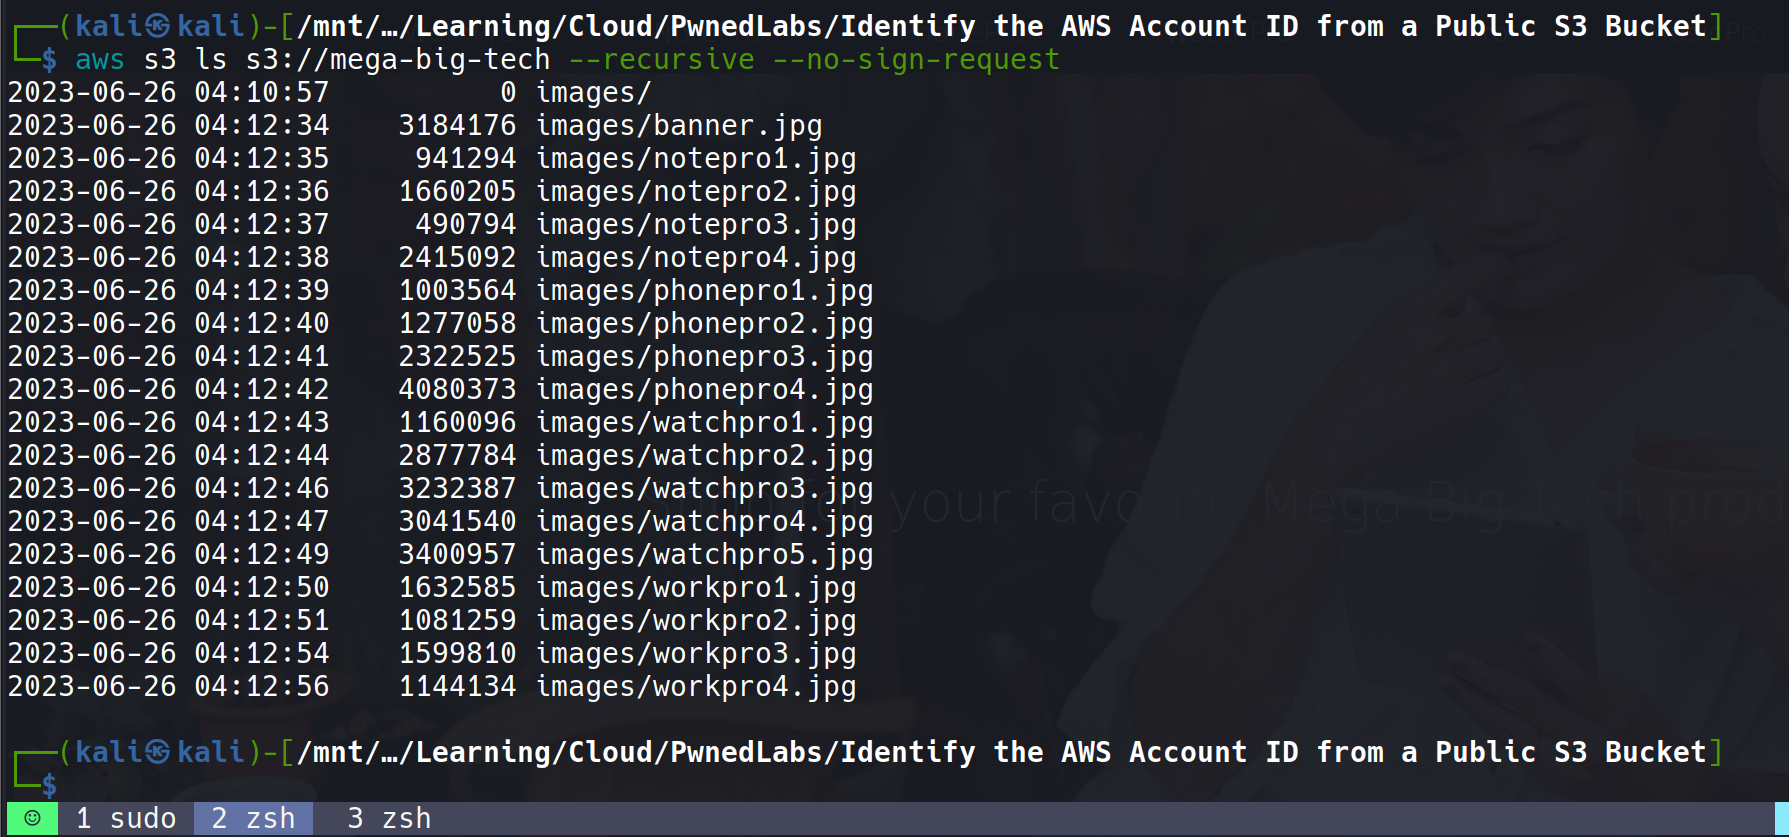 (kali㉿kali)-[/mnt/…/Learning/Cloud/PwnedLabs/Identify the AWS Account ID from a Public S3 Bucket]
$ aws s3 ls s3://mega-big-tech --recursive --no-sign-request
2023-06-26 04:10:57          0 images/
2023-06-26 04:12:34    3184176 images/banner.jpg
2023-06-26 04:12:35     941294 images/notepro1.jpg
2023-06-26 04:12:36    1660205 images/notepro2.jpg
2023-06-26 04:12:37     490794 images/notepro3.jpg
2023-06-26 04:12:38    2415092 images/notepro4.jpg
2023-06-26 04:12:39    1003564 images/phonepro1.jpg
2023-06-26 04:12:40    1277058 images/phonepro2.jpg
2023-06-26 04:12:41    2322525 images/phonepro3.jpg
2023-06-26 04:12:42    4080373 images/phonepro4.jpg
2023-06-26 04:12:43    1160096 images/watchpro1.jpg
2023-06-26 04:12:44    2877784 images/watchpro2.jpg
2023-06-26 04:12:46    3232387 images/watchpro3.jpg
your favorite Mega Big Tech
2023-06-26 04:12:47    3041540 images/watchpro4.jpg
2023-06-26 04:12:49    3400957 images/watchpro5.jpg
2023-06-26 04:12:50    1632585 images/workpro1.jpg
2023-06-26 04:12:51    1081259 images/workpro2.jpg
2023-06-26 04:12:54    1599810 images/workpro3.jpg
2023-06-26 04:12:56    1144134 images/workpro4.jpg
(kali㉿kali)-[/mnt/…/Learning/Cloud/PwnedLabs/Identify the AWS Account ID from a Public S3 Bucket]
$
☺ 1 sudo 2 zsh 3 zsh